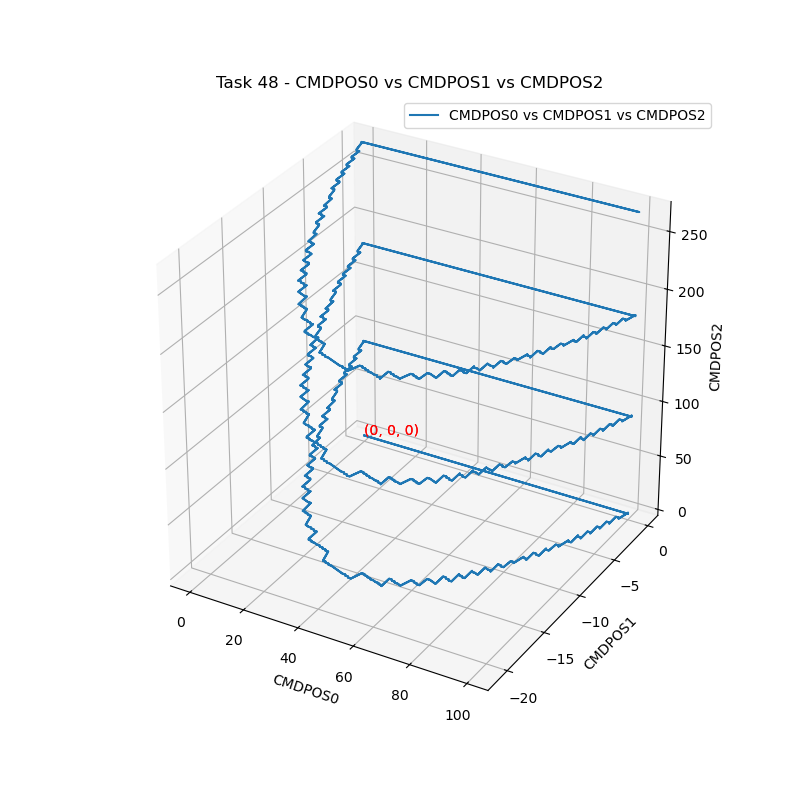 Task 48 - CMDPOS0 vs CMDPOS1 vs CMDPOS2
CMDPOS0 vs CMDPOS1 vs CMDPOS2
250
200
150
100
50
0
CMDPOS2
(0, 0, 0)
0
−5
−10
−15
−20
CMDPOS1
0
20
40
60
80
100
CMDPOS0